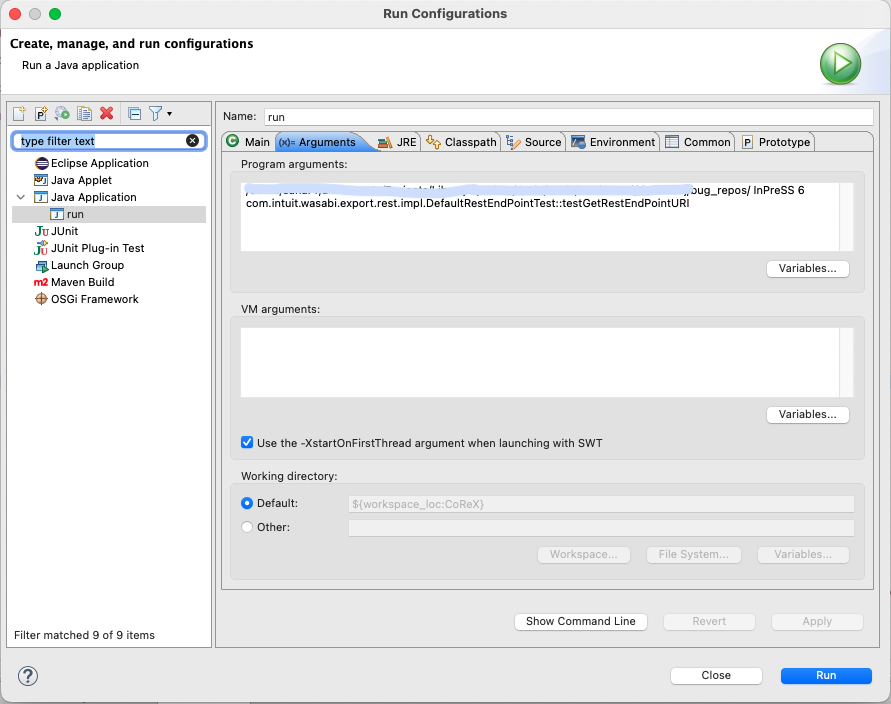 Run Configurations
Create, manage, and run configurations
Run a Java application
type filter text
Eclipse Application
Java Applet
Java Application
run
JUnit
JUnit Plug-in Test
Launch Group
m2 Maven Build
OSGi Framework
Filter matched 9 of 9 items
Name: run
Main (x)= Arguments JRE Classpath Source Environment Common Prototype
Program arguments:
bug_repos/ InPreSS 6
com.intuit.wasabi.export.rest.impl.DefaultRestEndPointTest::testGetRestEndPointURI
Variables...
VM arguments:
Variables...
Use the -XstartOnFirstThread argument when launching with SWT
Working directory:
Default: ${workspace_loc:CoReX}
Other:
Workspace... File System... Variables...
Show Command Line Revert Apply
? Close Run